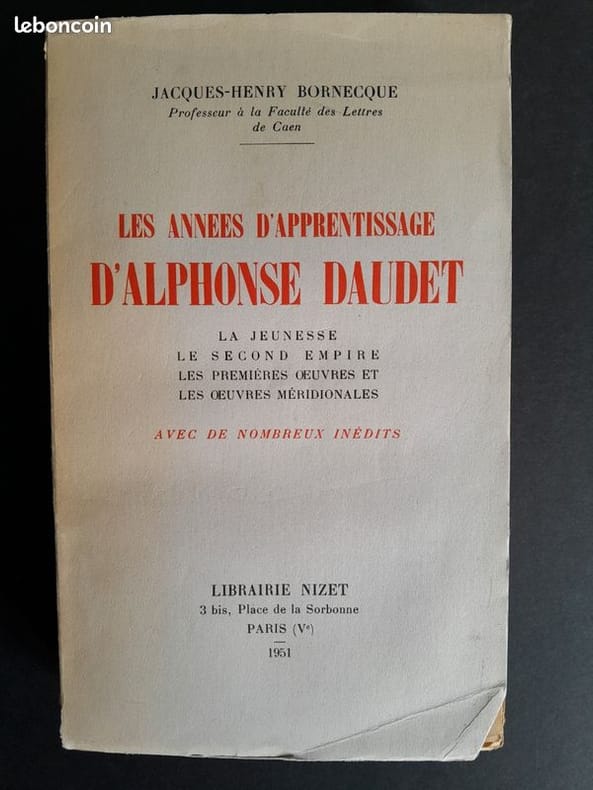 leboncoin
JACQUES-HENRY BORNECQUE
Professeur à la Faculté des Lettres
de Caen
LES ANNEES D'APPRENTISSAGE
D'ALPHONSE DAUDET
LA JEUNESSE
LE SECOND EMPIRE
LES PREMIÈRES ŒUVRES ET
LES ŒUVRES MÉRIDIONALES
AVEC DE NOMBREUX INÉDITS
LIBRAIRIE NIZET
3 bis, Place de la Sorbonne
PARIS (Vᵉ)
1951